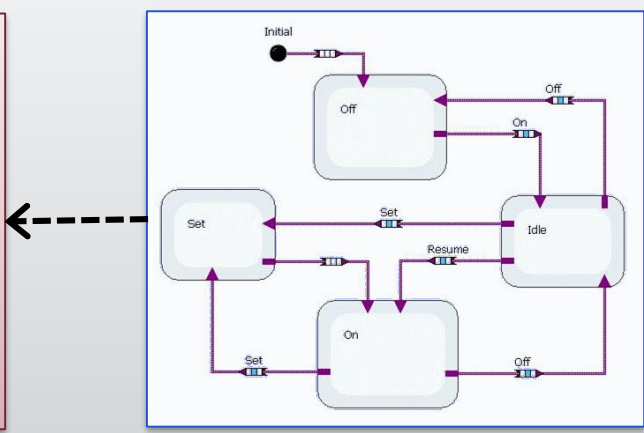 Initial
Off
Off
On
Set
Set
Idle
Resume
On
Set
Off